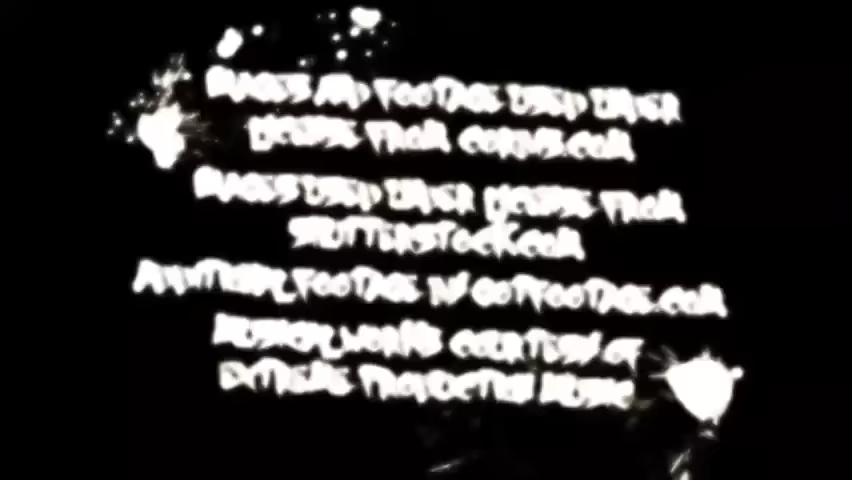 IMAGES AND FOOTAGE USED UNDER
LICENSE FROM CORBIS.COM
IMAGES USED UNDER LICENSE FROM
SHUTTERSTOCK.COM
ADDITIONAL FOOTAGE BY GOTFOOTAGE.COM
MUSICAL WORKS COURTESY OF
EXTREME PRODUCTION MUSIC